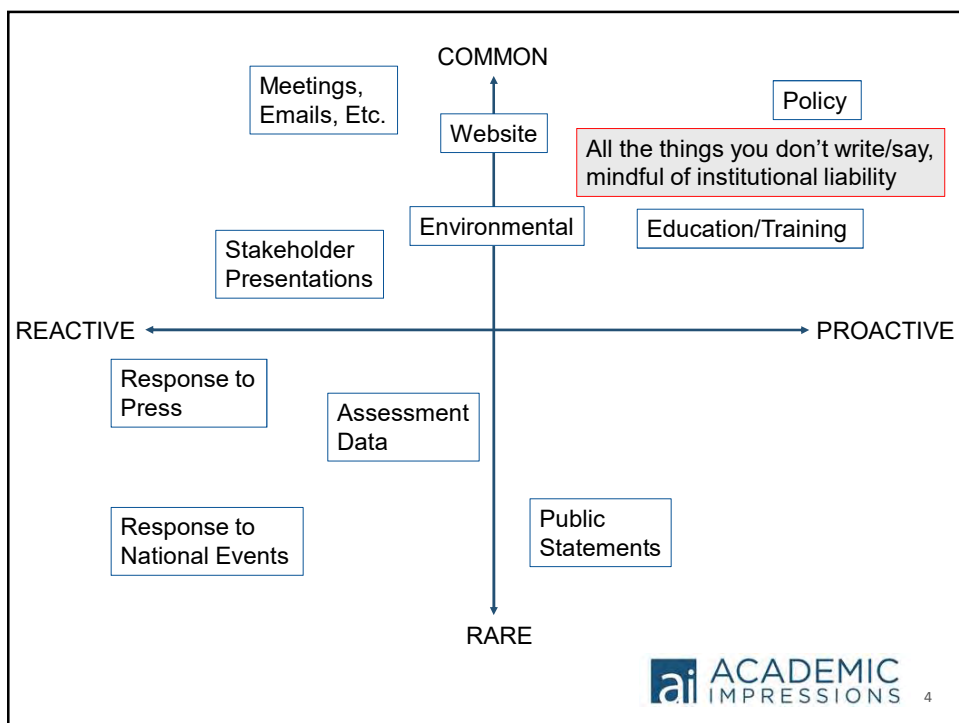 COMMON
Meetings,
Emails, Etc.
Policy
Website
All the things you don’t write/say,
mindful of institutional liability
Environmental
Education/Training
Stakeholder
Presentations
REACTIVE
PROACTIVE
Response to
Press
Assessment
Data
Response to
National Events
Public
Statements
RARE
ai ACADEMIC
IMPRESSIONS
4